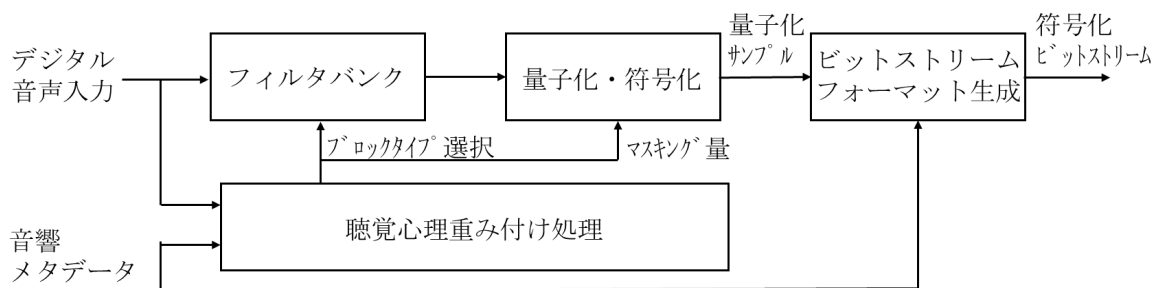 デジタル
音声入力
フィルタバンク
量子化・符号化
量子化
ｻﾝﾌﾟﾙ
ビットストリーム
フォーマット生成
符号化
ﾋﾞｯﾄｽﾄﾘｰﾑ
ﾌﾞﾛｯｸﾀｲﾌﾟ選択
ﾏｽｷﾝｸﾞ量
聴覚心理重み付け処理
音響
メタデータ